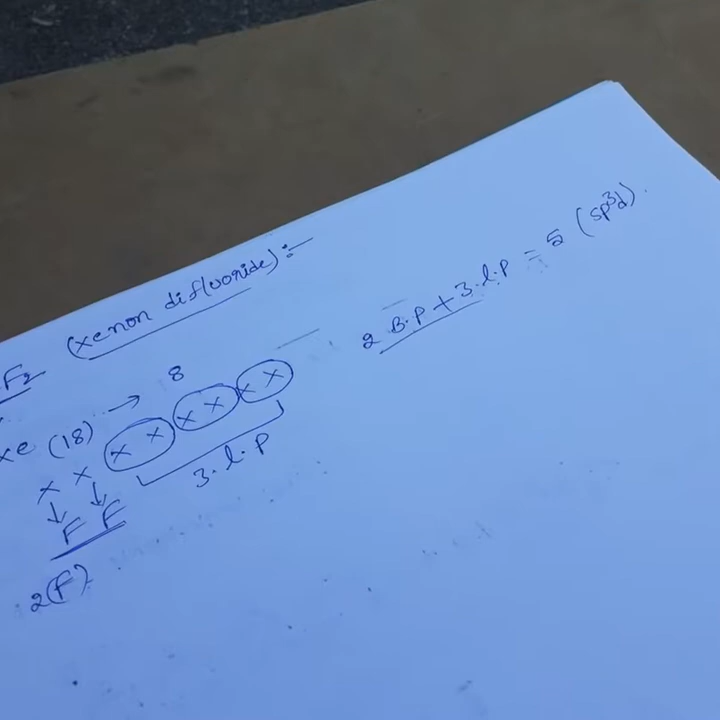 F2 (xenon difluoride):-
xe (18) → 8
x x x x x x x x
3.l.p
F F
2(F)
2 B.P + 3.l.p = 5 (sp³d).